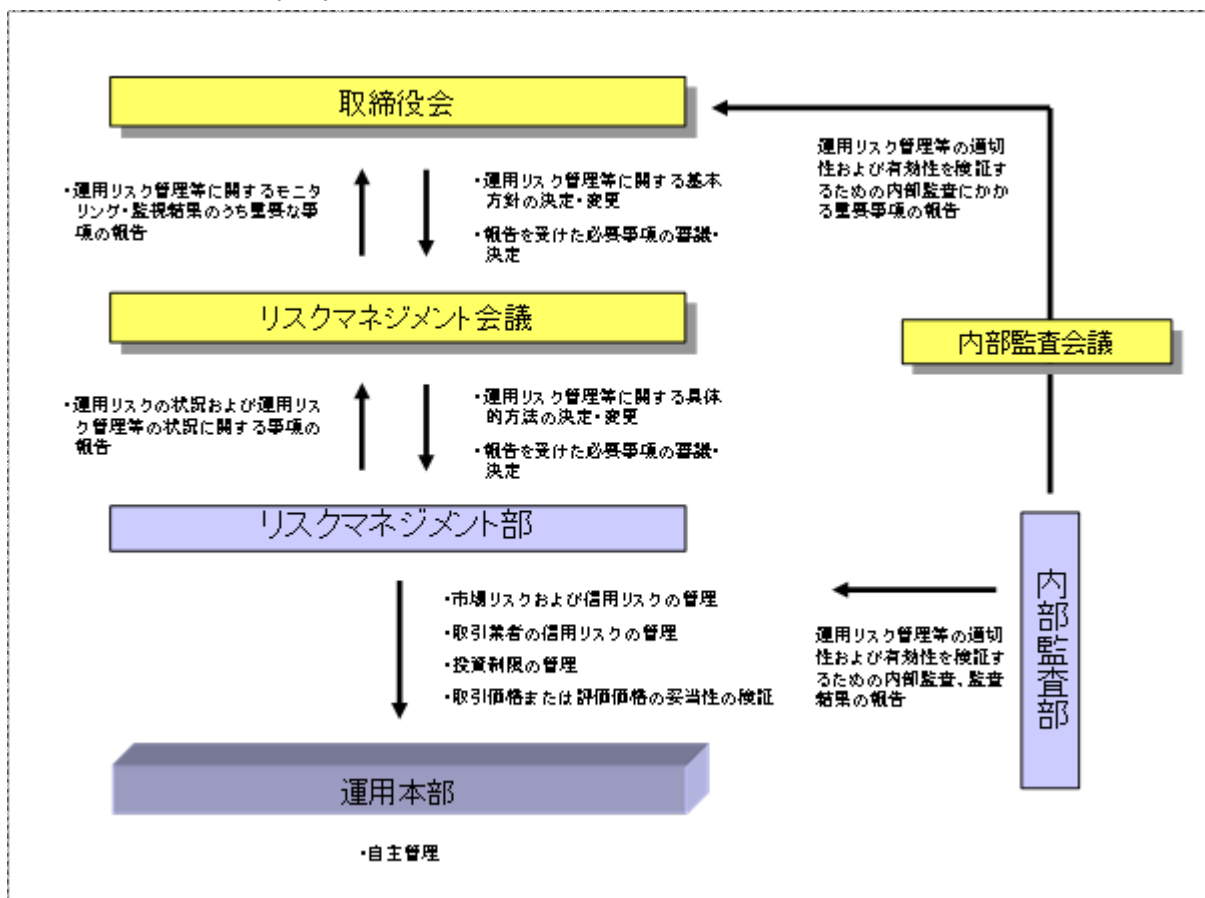 取締役会
・運用リスク管理等に関するモニ
タリング・監視結果のうち重要な事
項の報告
・運用リスク管理等に関する基本
方針の決定・変更
・報告を受けた必要事項の審議・
決定
運用リスク管理等の適切
性および有効性を検証す
るための内部監査にかか
る重要事項の報告
リスクマネジメント会議
内部監査会議
・運用リスクの状況および運用リス
ク管理等の状況に関する事項の
報告
・運用リスク管理等に関する具体
的方法の決定・変更
・報告を受けた必要事項の審議・
決定
リスクマネジメント部
内部監査部
・市場リスクおよび信用リスクの管理
・取引業者の信用リスクの管理
・投資制限の管理
・取引価格または評価価格の妥当性の検証
運用リスク管理等の適切
性および有効性を検証す
るための内部監査、監査
結果の報告
運用本部
・自主管理